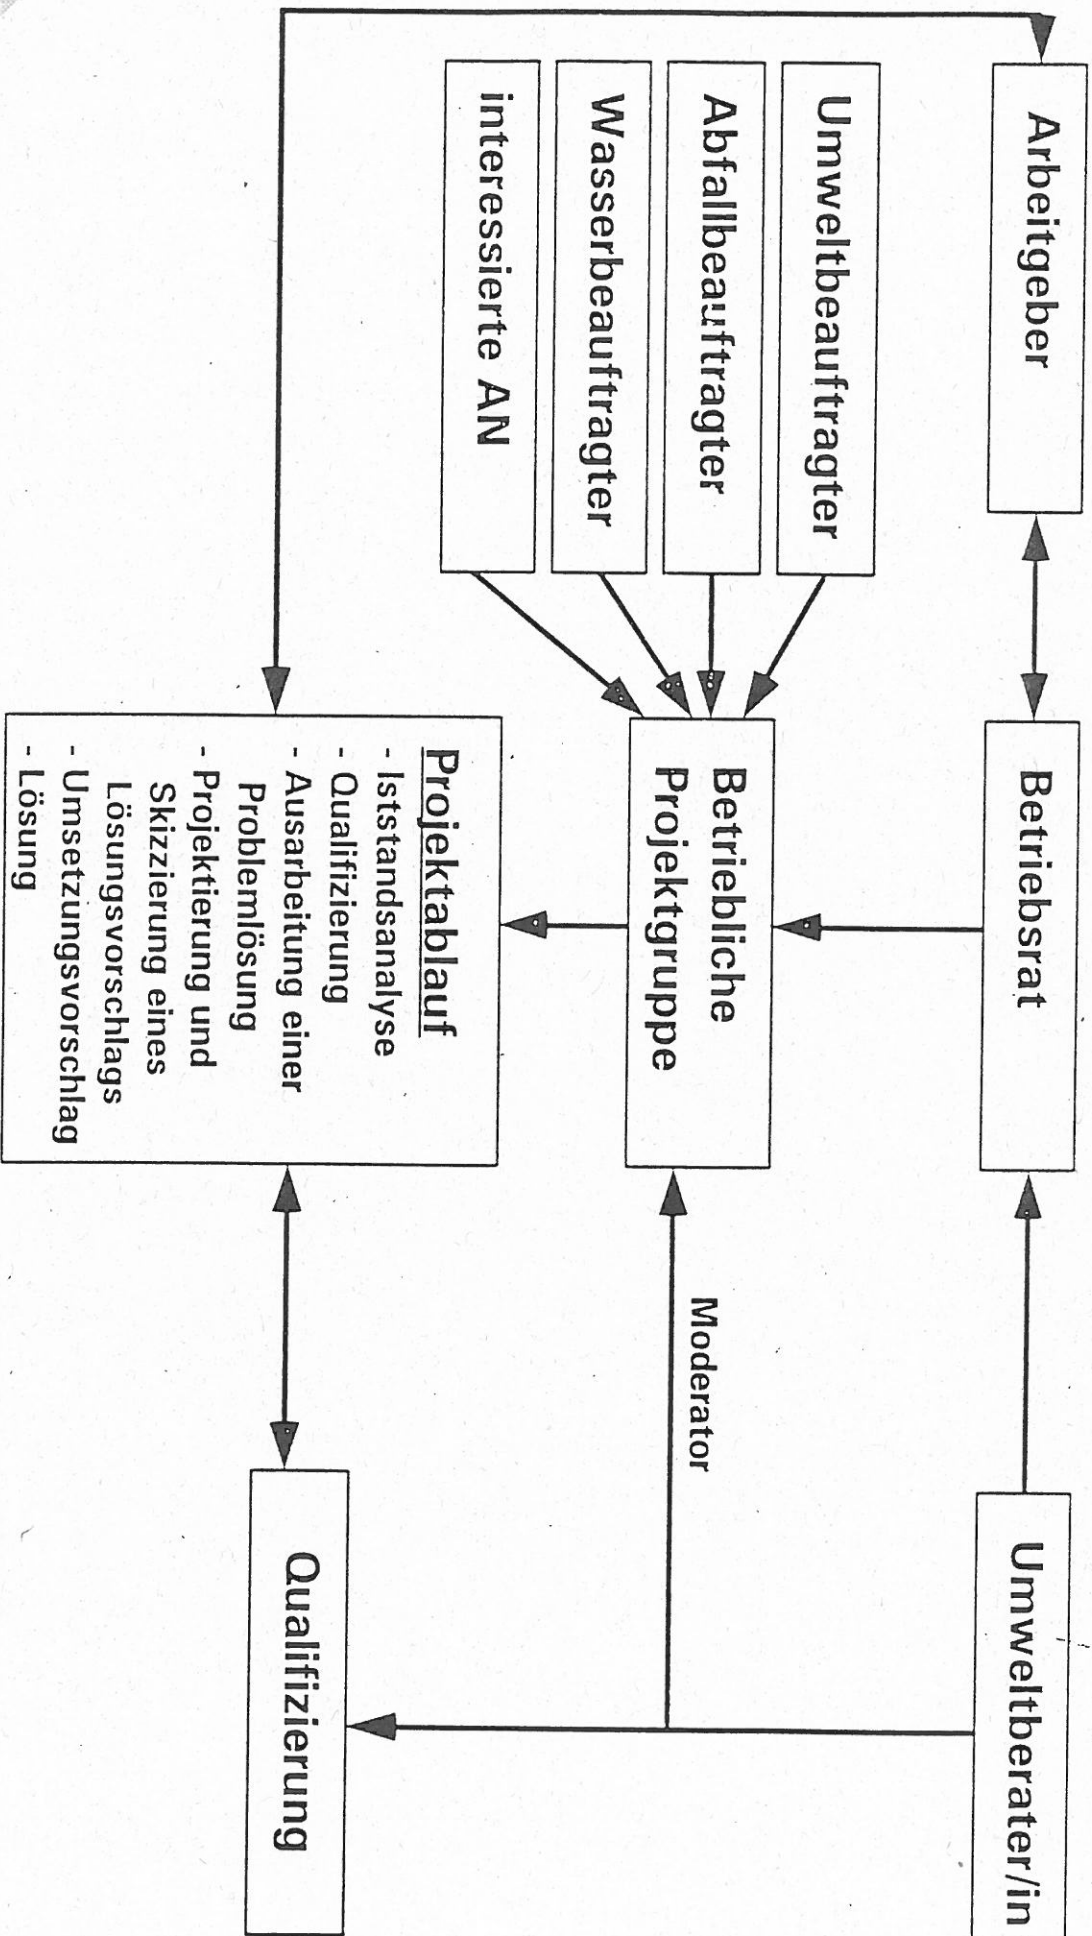 Arbeitgeber
Betriebsrat
Umweltberater/in
Umweltbeauftragter
Abfallbeauftragter
Wasserbeauftragter
interessierte AN
Betriebliche
Projektgruppe
Moderator
Projektablauf
- Iststandsanalyse
- Qualifizierung
- Ausarbeitung einer
Problemlösung
- Projektierung und
Skizzierung eines
Lösungsvorschlags
- Umsetzungsvorschlag
- Lösung
Qualifizierung